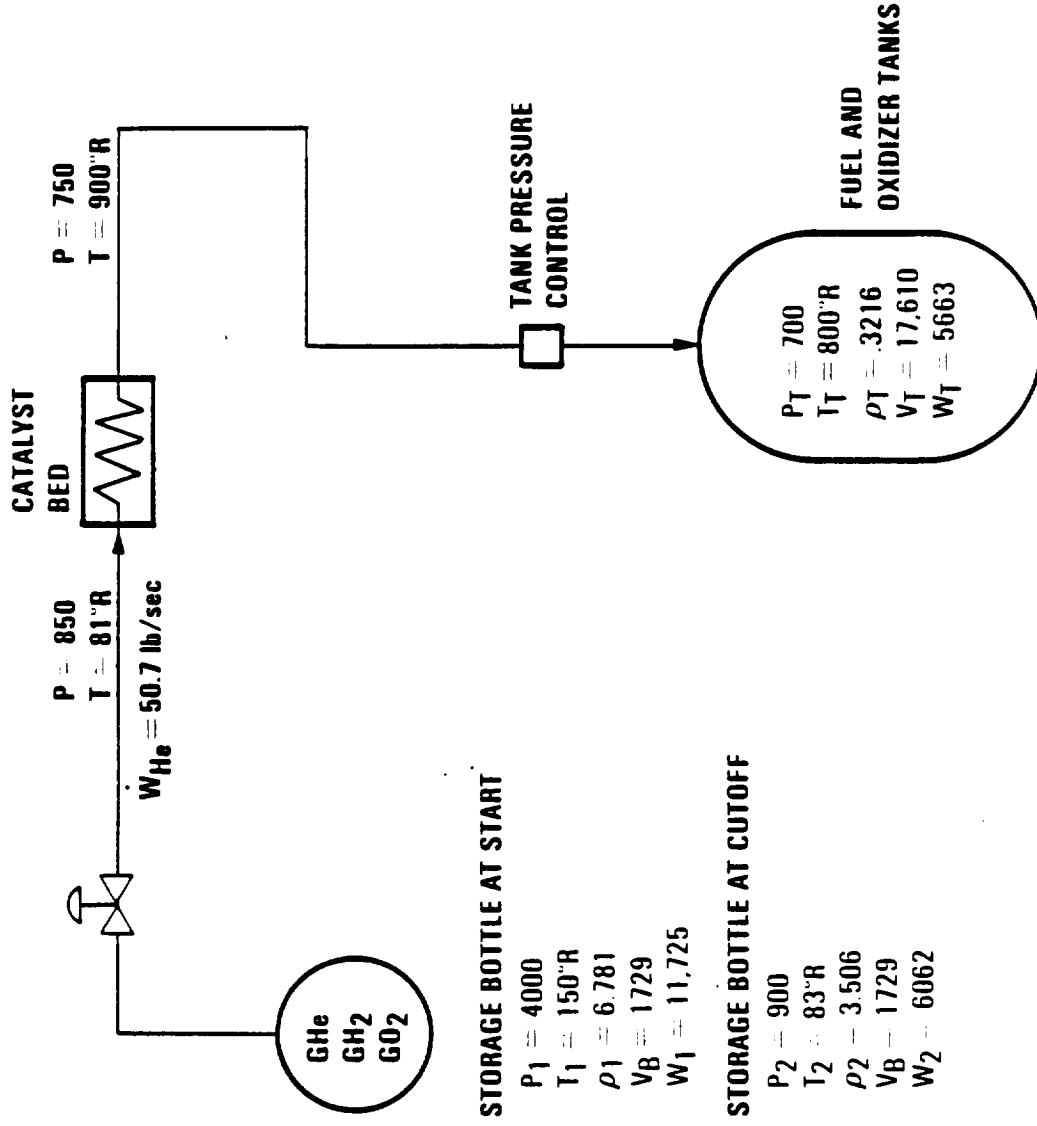 CATALYST
BED
P = 850
T = 81°R
ẆHe = 50.7 lb/sec
P = 750
T = 900°R
GHe
GH2
GO2
TANK PRESSURE
CONTROL
PT = 700
TT = 800°R
ρT = .3216
VT = 17,610
WT = 5663
FUEL AND
OXIDIZER TANKS
STORAGE BOTTLE AT START
P1 = 4000
T1 = 150°R
ρ1 = 6.781
VB = 1729
W1 = 11,725
STORAGE BOTTLE AT CUTOFF
P2 = 900
T2 = 83°R
ρ2 = 3.506
VB = 1729
W2 = 6062